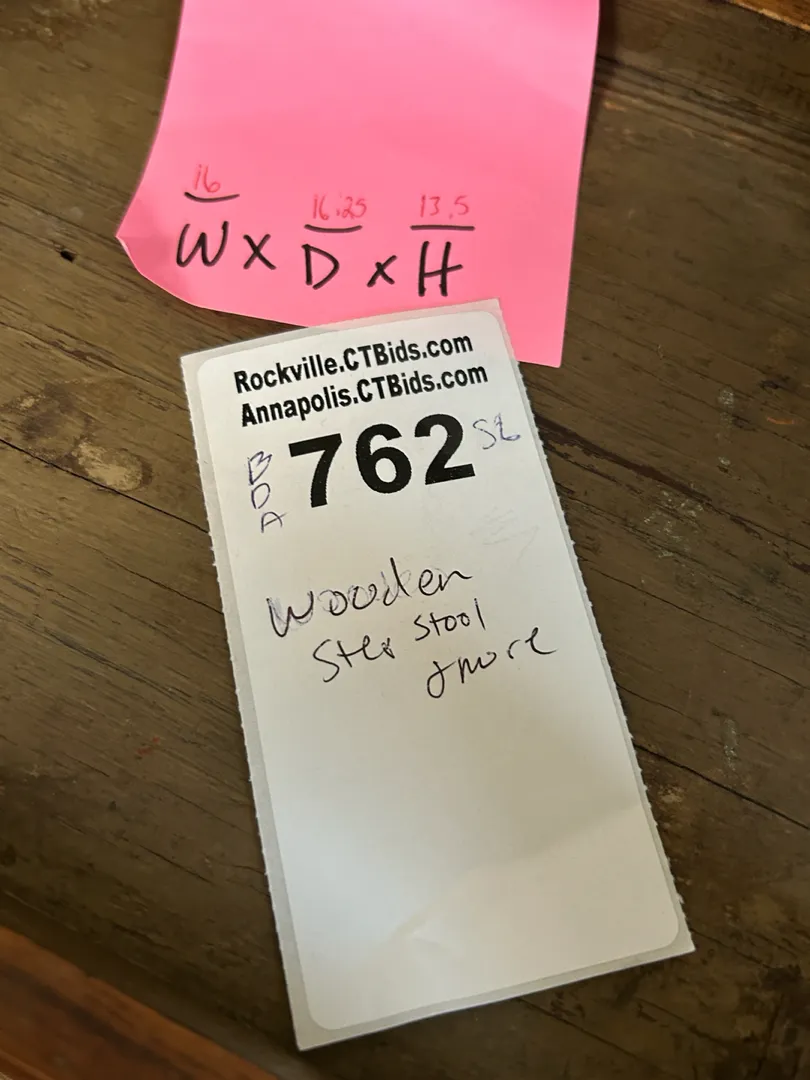 16 16.25 13.5
W x D x H
Rockville.CTBids.com
Annapolis.CTBids.com
B
D
A
762 SL
wooden
Step stool
+more